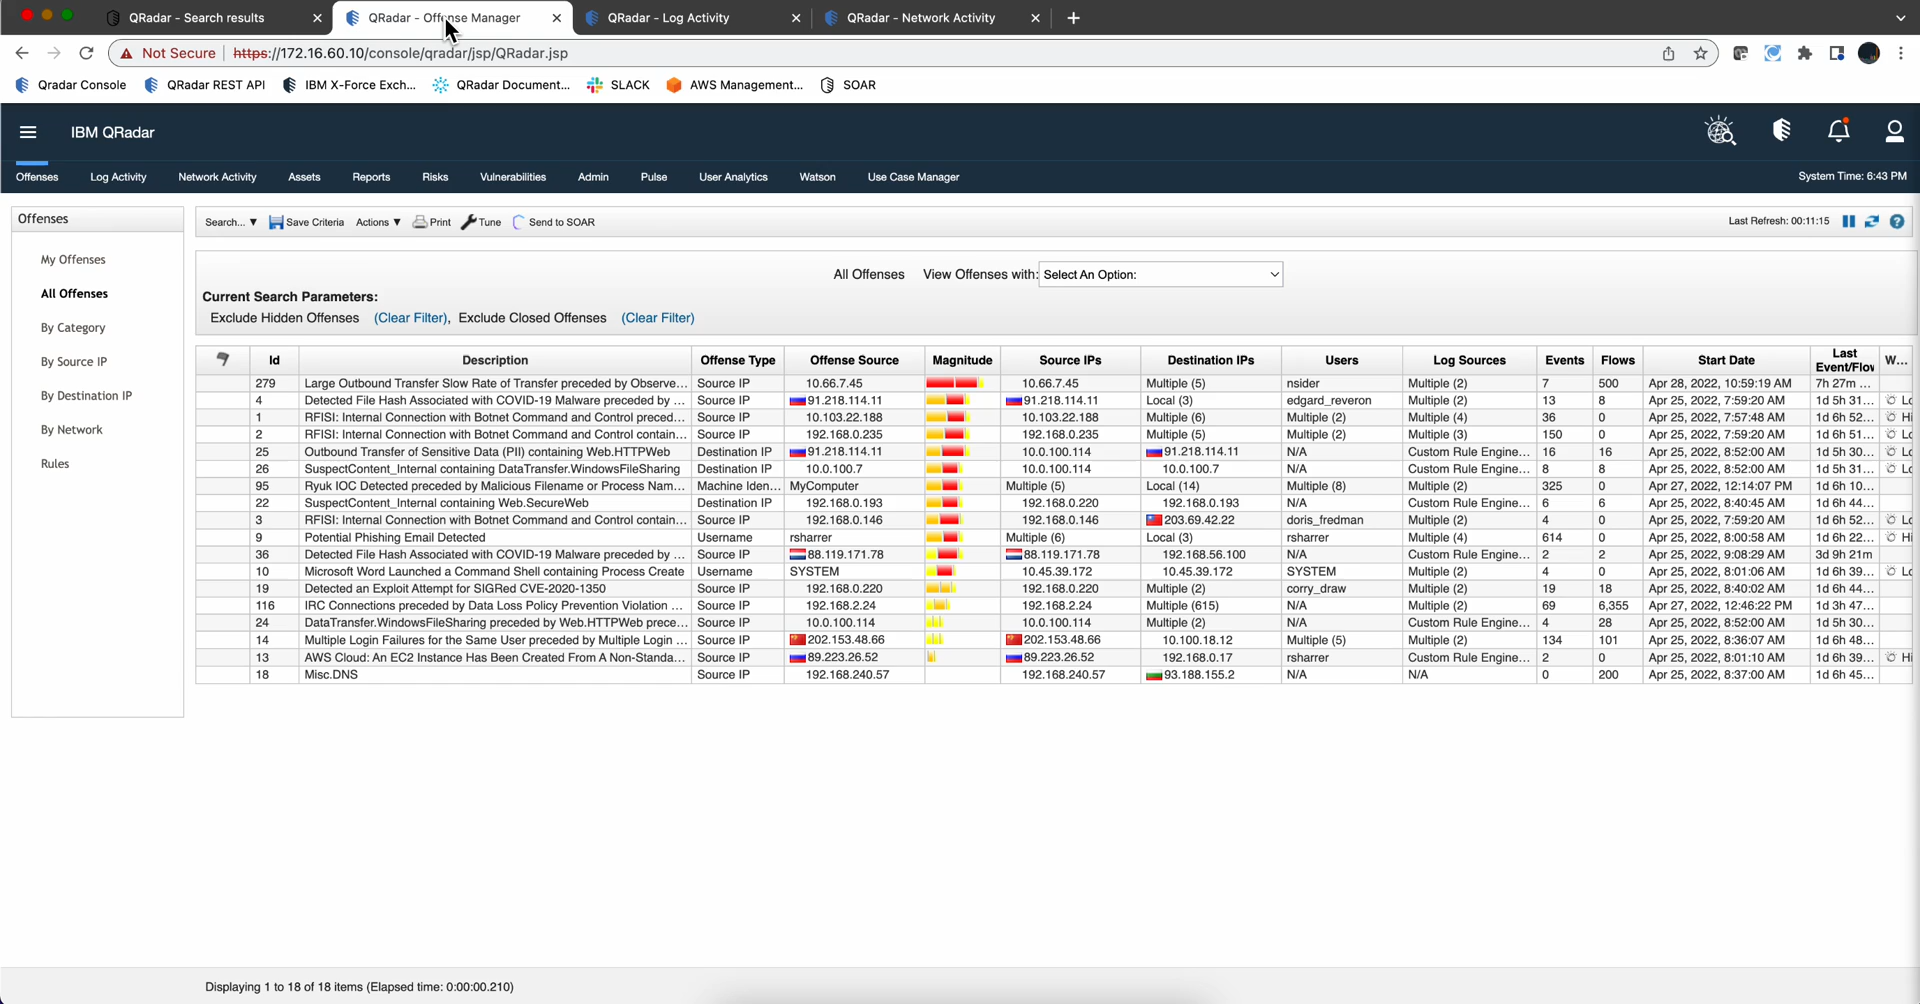 QRadar - Search results
QRadar - Offense Manager
QRadar - Log Activity
QRadar - Network Activity
Not Secure https://172.16.60.10/console/qradar/jsp/QRadar.jsp
Qradar Console QRadar REST API IBM X-Force Exch... QRadar Document... SLACK AWS Management... SOAR
IBM QRadar
Offenses Log Activity Network Activity Assets Reports Risks Vulnerabilities Admin Pulse User Analytics Watson Use Case Manager System Time: 6:43 PM
Offenses
My Offenses
All Offenses
By Category
By Source IP
By Destination IP
By Network
Rules
Search... ▼ Save Criteria Actions ▼ Print Tune Send to SOAR Last Refresh: 00:11:15
All Offenses View Offenses with: Select An Option:
Current Search Parameters:
Exclude Hidden Offenses (Clear Filter), Exclude Closed Offenses (Clear Filter)
Id Description Offense Type Offense Source Magnitude Source IPs Destination IPs Users Log Sources Events Flows Start Date Last Event/Flow W...
279 Large Outbound Transfer Slow Rate of Transfer preceded by Observe... Source IP 10.66.7.45 10.66.7.45 Multiple (5) nsider Multiple (2) 7 500 Apr 28, 2022, 10:59:19 AM 7h 27m ...
4 Detected File Hash Associated with COVID-19 Malware preceded by ... Source IP 91.218.114.11 91.218.114.11 Local (3) edgard_reveron Multiple (2) 13 8 Apr 25, 2022, 7:59:20 AM 1d 5h 31... Lo
1 RFISI: Internal Connection with Botnet Command and Control preced... Source IP 10.103.22.188 10.103.22.188 Multiple (6) Multiple (2) Multiple (4) 36 0 Apr 25, 2022, 7:57:48 AM 1d 6h 52... Hi
2 RFISI: Internal Connection with Botnet Command and Control contain... Source IP 192.168.0.235 192.168.0.235 Multiple (5) Multiple (2) Multiple (3) 150 0 Apr 25, 2022, 7:59:20 AM 1d 6h 51... Lo
25 Outbound Transfer of Sensitive Data (PII) containing Web.HTTPWeb Destination IP 91.218.114.11 10.0.100.114 91.218.114.11 N/A Custom Rule Engine... 16 16 Apr 25, 2022, 8:52:00 AM 1d 5h 30... Lo
26 SuspectContent_Internal containing DataTransfer.WindowsFileSharing Destination IP 10.0.100.7 10.0.100.114 10.0.100.7 N/A Custom Rule Engine... 8 8 Apr 25, 2022, 8:52:00 AM 1d 5h 31... Lo
95 Ryuk IOC Detected preceded by Malicious Filename or Process Nam... Machine Iden... MyComputer Multiple (5) Local (14) Multiple (8) Multiple (2) 325 0 Apr 27, 2022, 12:14:07 PM 1d 6h 10...
22 SuspectContent_Internal containing Web.SecureWeb Destination IP 192.168.0.193 192.168.0.220 192.168.0.193 N/A Custom Rule Engine... 6 6 Apr 25, 2022, 8:40:45 AM 1d 6h 44...
3 RFISI: Internal Connection with Botnet Command and Control contain... Source IP 192.168.0.146 192.168.0.146 203.69.42.22 doris_fredman Multiple (2) 4 0 Apr 25, 2022, 7:59:20 AM 1d 6h 52... Lo
9 Potential Phishing Email Detected Username rsharrer Multiple (6) Local (3) rsharrer Multiple (4) 614 0 Apr 25, 2022, 8:00:58 AM 1d 6h 22... Hi
36 Detected File Hash Associated with COVID-19 Malware preceded by ... Source IP 88.119.171.78 88.119.171.78 192.168.56.100 N/A Custom Rule Engine... 2 2 Apr 25, 2022, 9:08:29 AM 3d 9h 21m
10 Microsoft Word Launched a Command Shell containing Process Create Username SYSTEM 10.45.39.172 10.45.39.172 SYSTEM Multiple (2) 4 0 Apr 25, 2022, 8:01:06 AM 1d 6h 39... Lo
19 Detected an Exploit Attempt for SIGRed CVE-2020-1350 Source IP 192.168.0.220 192.168.0.220 Multiple (2) corry_draw Multiple (2) 19 18 Apr 25, 2022, 8:40:02 AM 1d 6h 44...
116 IRC Connections preceded by Data Loss Policy Prevention Violation ... Source IP 192.168.2.24 192.168.2.24 Multiple (615) N/A Multiple (2) 69 6,355 Apr 27, 2022, 12:46:22 PM 1d 3h 47...
24 DataTransfer.WindowsFileSharing preceded by Web.HTTPWeb prece... Source IP 10.0.100.114 10.0.100.114 Multiple (2) N/A Custom Rule Engine... 4 28 Apr 25, 2022, 8:52:00 AM 1d 5h 30...
14 Multiple Login Failures for the Same User preceded by Multiple Login ... Source IP 202.153.48.66 202.153.48.66 10.100.18.12 Multiple (5) Multiple (2) 134 101 Apr 25, 2022, 8:36:07 AM 1d 6h 48...
13 AWS Cloud: An EC2 Instance Has Been Created From A Non-Standa... Source IP 89.223.26.52 89.223.26.52 192.168.0.17 rsharrer Custom Rule Engine... 2 0 Apr 25, 2022, 8:01:10 AM 1d 6h 39... Hi
18 Misc.DNS Source IP 192.168.240.57 192.168.240.57 93.188.155.2 N/A N/A 0 200 Apr 25, 2022, 8:37:00 AM 1d 6h 45...
Displaying 1 to 18 of 18 items (Elapsed time: 0:00:00.210)